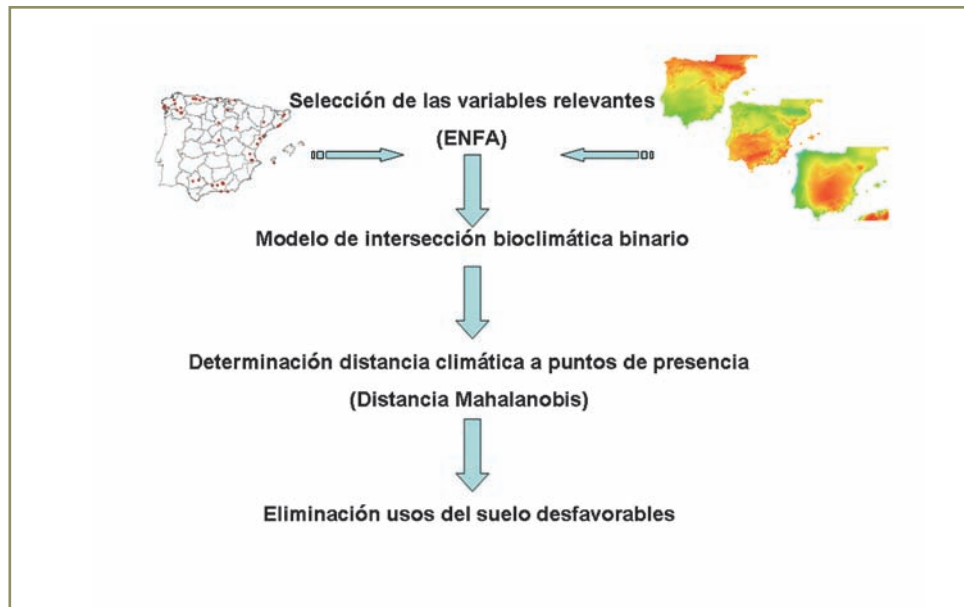 Selección de las variables relevantes
(ENFA)
Modelo de intersección bioclimática binario
Determinación distancia climática a puntos de presencia
(Distancia Mahalanobis)
Eliminación usos del suelo desfavorables